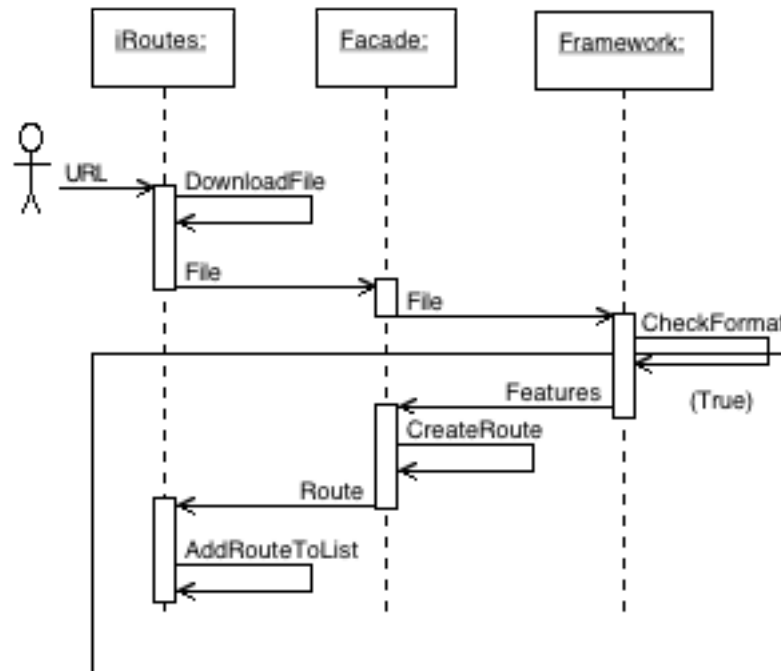 iRoutes:
Facade:
Framework:
URL
DownloadFile
File
File
CheckFormat
Features
(True)
CreateRoute
Route
AddRouteToList